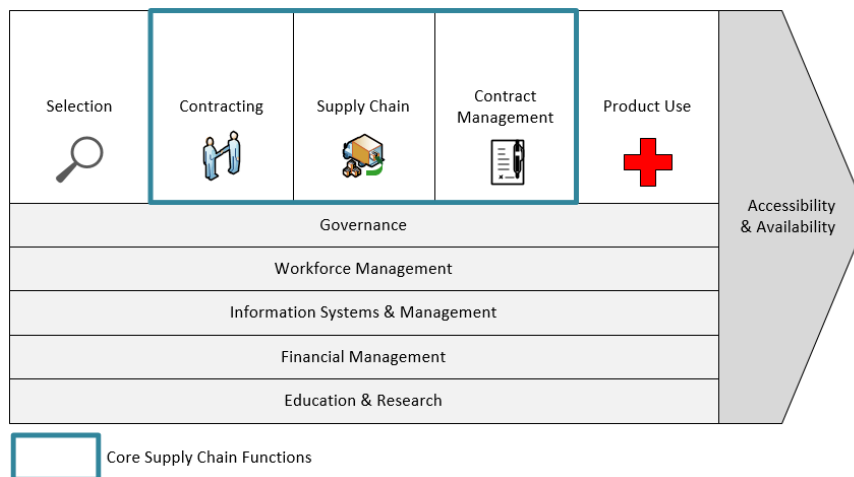 Selection
Contracting
Supply Chain
Contract
Management
Product Use
Accessibility
& Availability
Governance
Workforce Management
Information Systems & Management
Financial Management
Education & Research
Core Supply Chain Functions